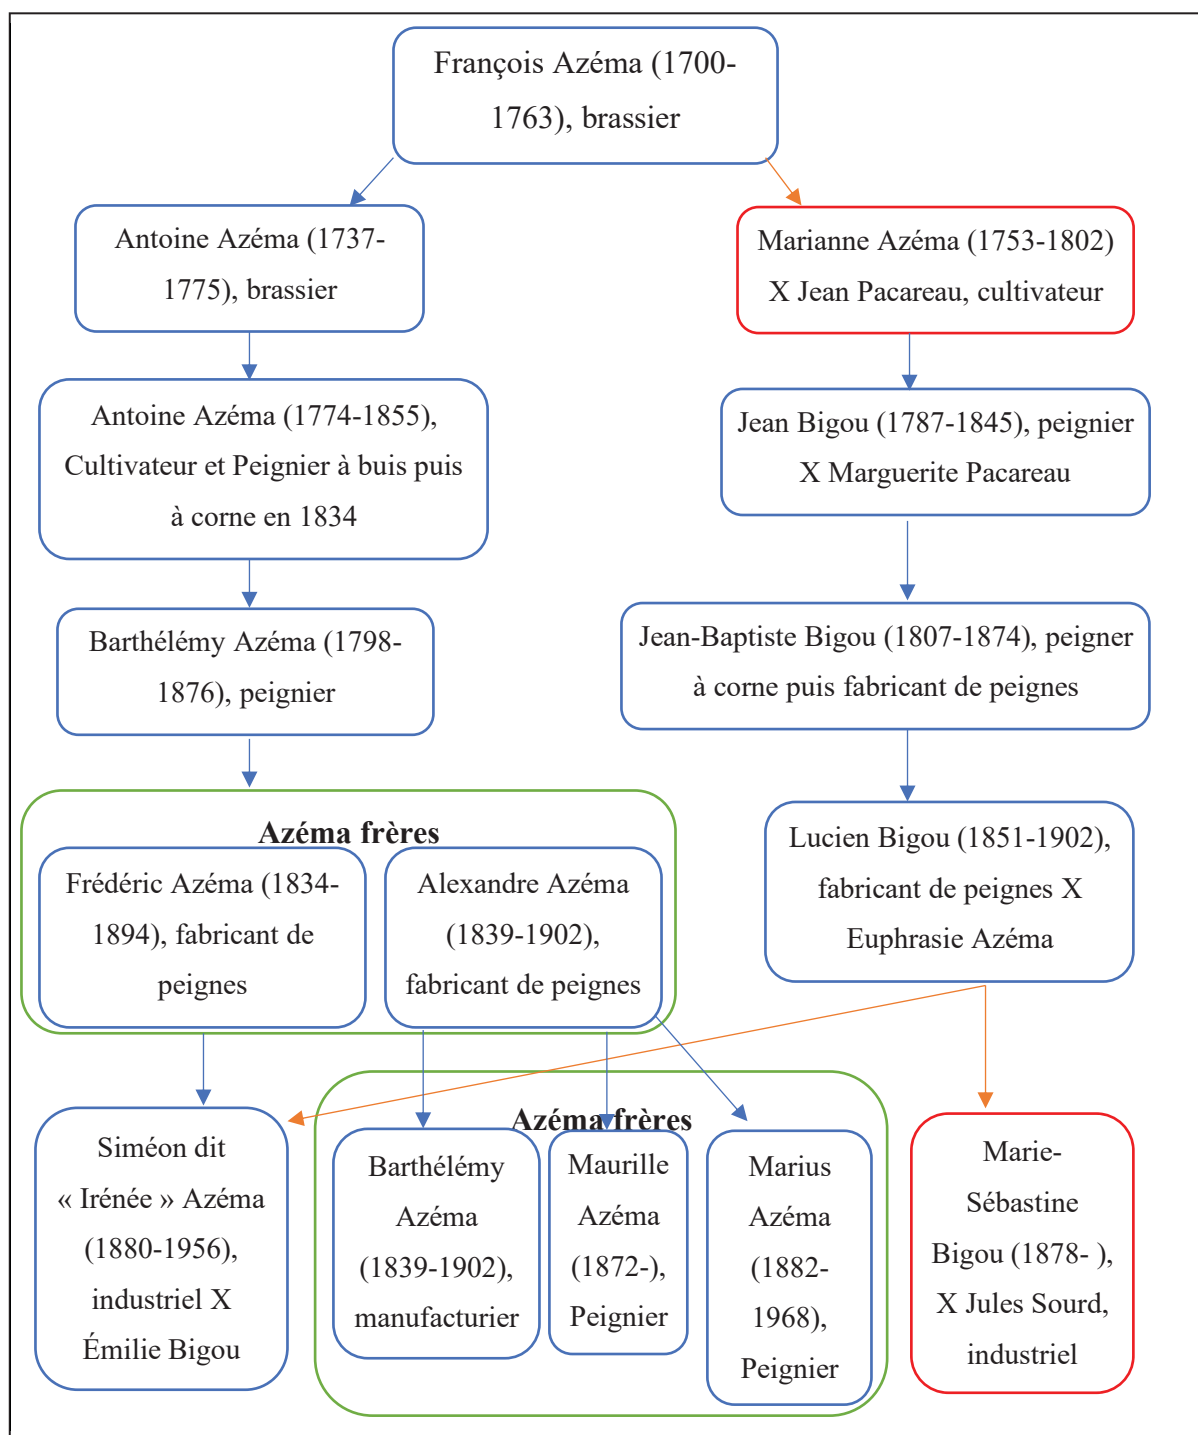 François Azéma (1700-
1763), brassier
Antoine Azéma (1737-
1775), brassier
Marianne Azéma (1753-1802)
X Jean Pacareau, cultivateur
Antoine Azéma (1774-1855),
Cultivateur et Peignier à buis puis
à corne en 1834
Jean Bigou (1787-1845), peignier
X Marguerite Pacareau
Barthélémy Azéma (1798-
1876), peignier
Jean-Baptiste Bigou (1807-1874), peigner
à corne puis fabricant de peignes
Azéma frères
Frédéric Azéma (1834-
1894), fabricant de
peignes
Alexandre Azéma
(1839-1902),
fabricant de peignes
Lucien Bigou (1851-1902),
fabricant de peignes X
Euphrasie Azéma
Siméon dit
« Irénée » Azéma
(1880-1956),
industriel X
Émilie Bigou
Azéma frères
Barthélémy
Azéma
(1839-1902),
manufacturier
Maurille
Azéma
(1872-),
Peignier
Marius
Azéma
(1882-
1968),
Peignier
Marie-
Sébastine
Bigou (1878- ),
X Jules Sourd,
industriel